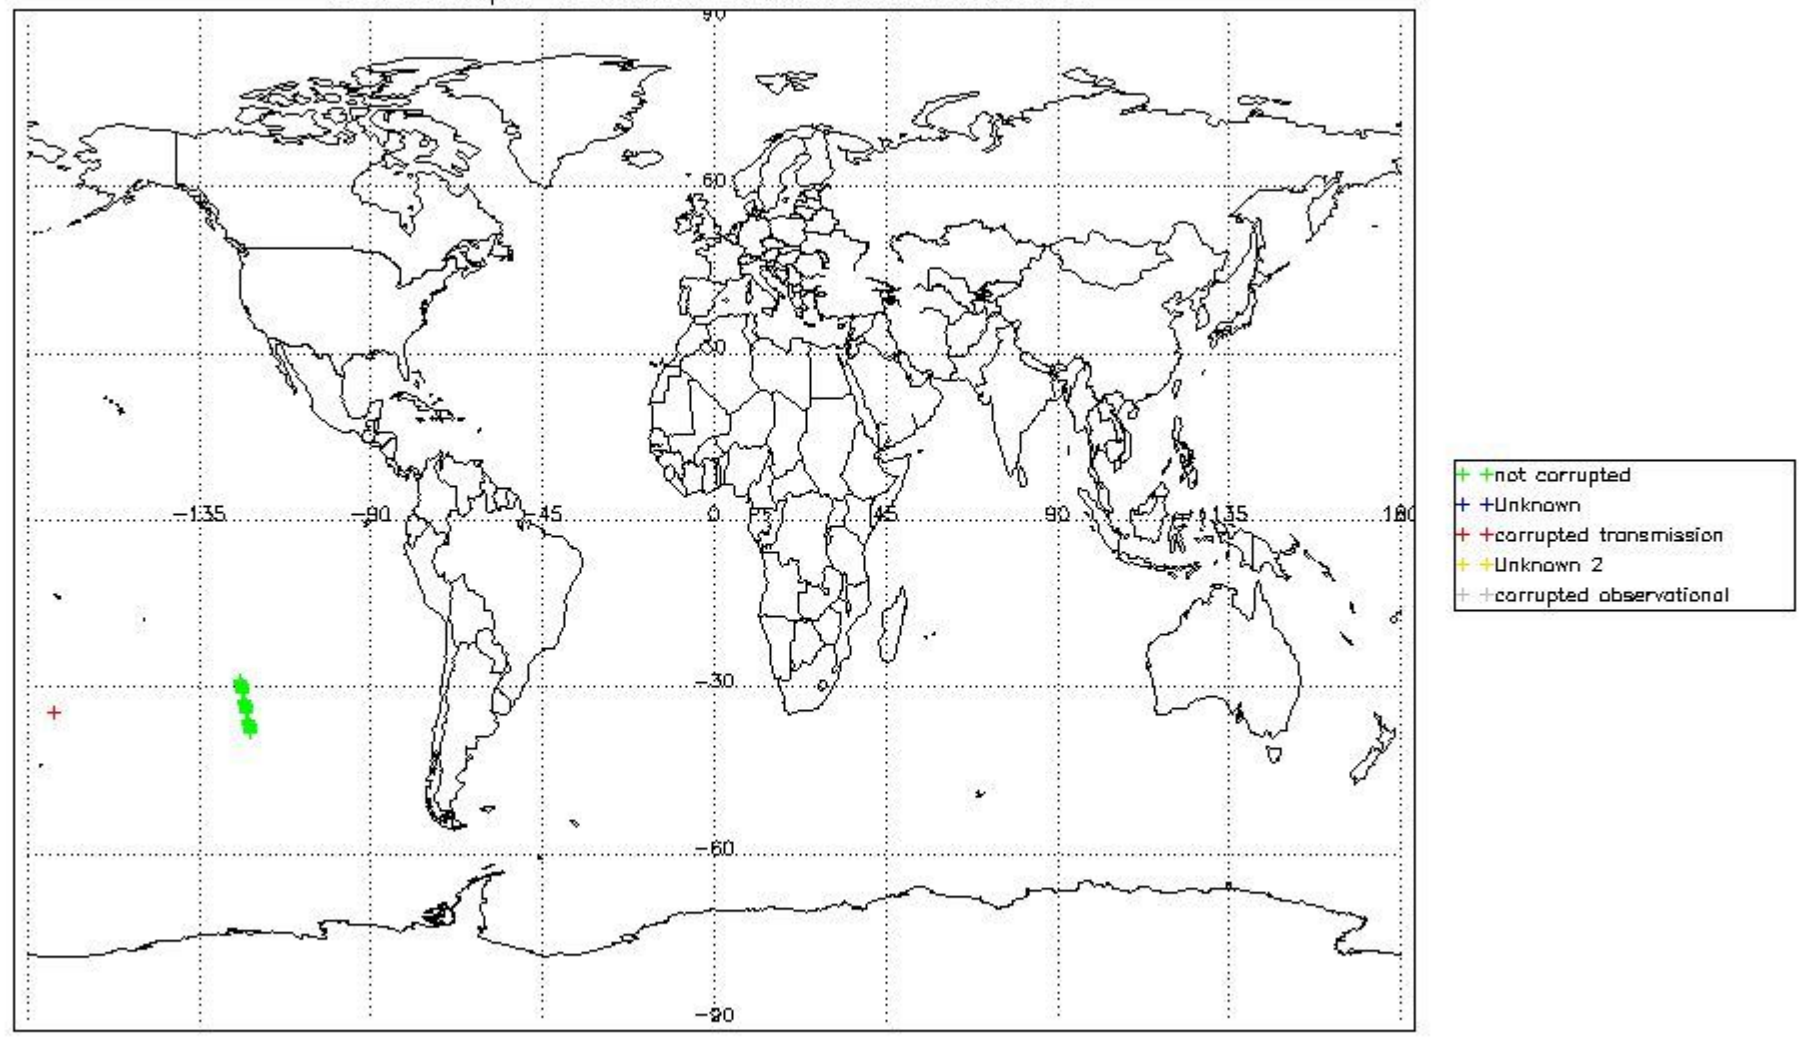 90
60
30
-135
-90
-45
0
45
90
135
180
-30
-60
-90
not corrupted
Unknown
corrupted transmission
Unknown 2
corrupted observational